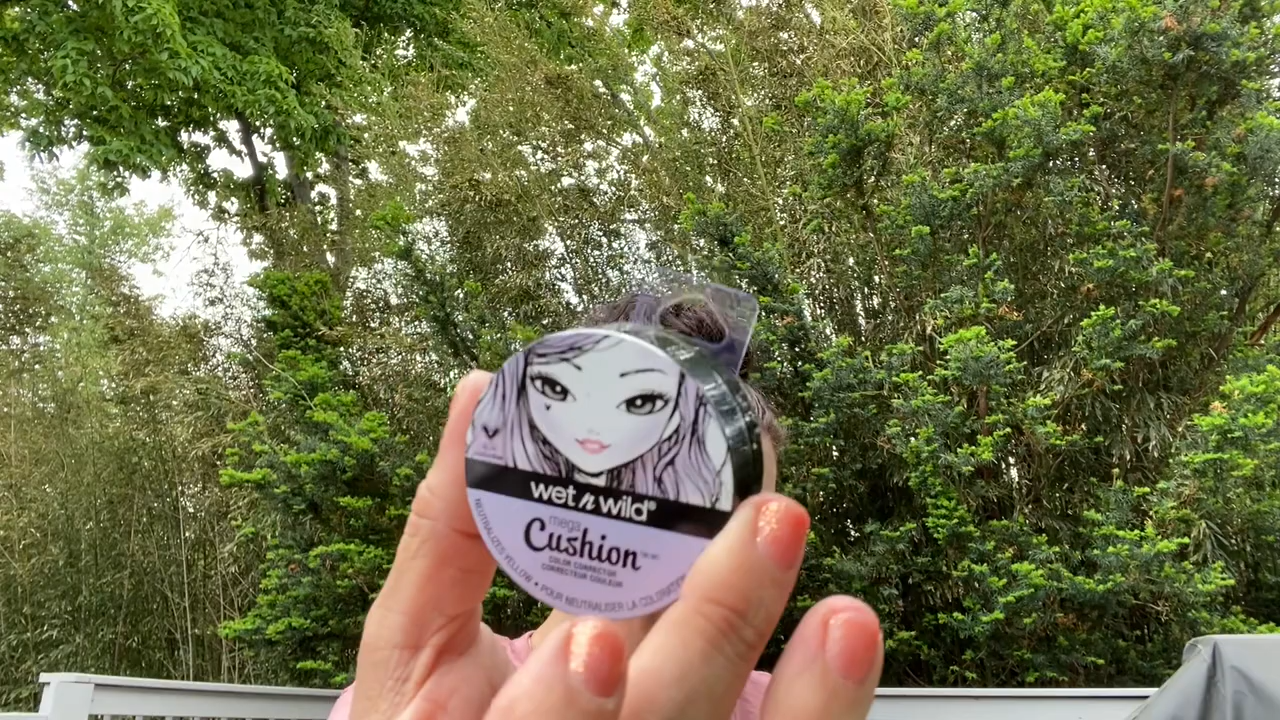 wet n wild®
mega
Cushion
COLOR CORRECTOR
CORRECTEUR COULEUR
NEUTRALIZES YELLOW • POUR NEUTRALISER LA COLORATION